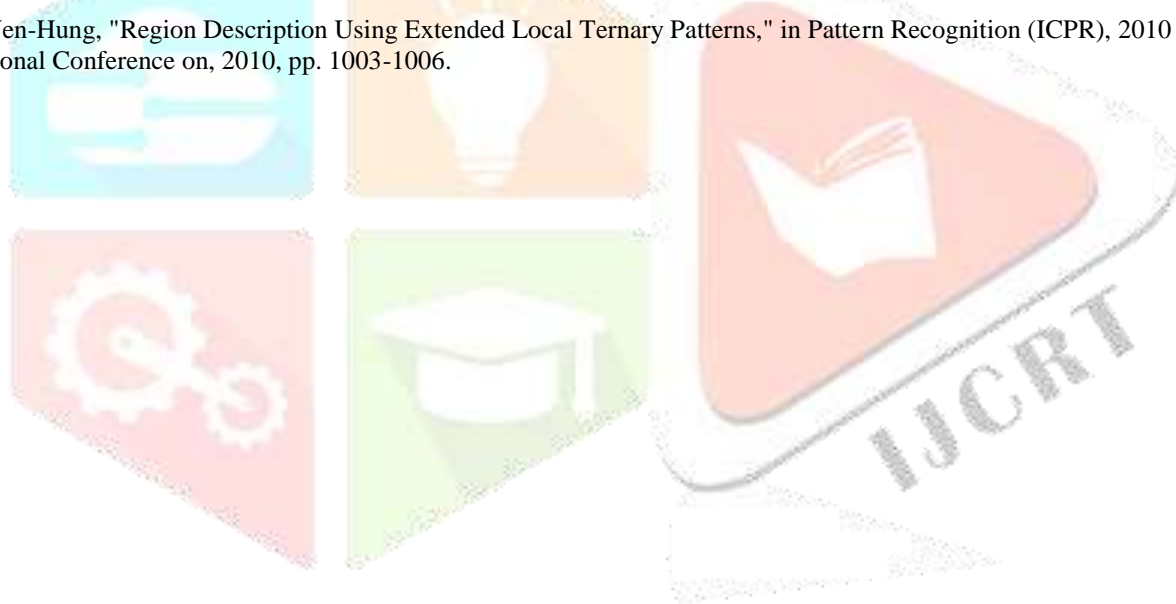 en-Hung, "Region Description Using Extended Local Ternary Patterns," in Pattern Recognition (ICPR), 2010
onal Conference on, 2010, pp. 1003-1006.
IJCRT